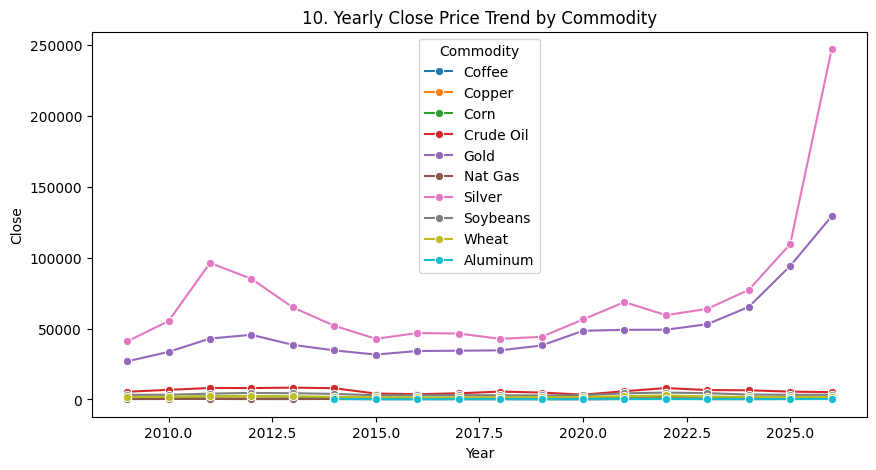 10. Yearly Close Price Trend by Commodity
Commodity
Coffee
Copper
Corn
Crude Oil
Gold
Nat Gas
Silver
Soybeans
Wheat
Aluminum
Close
250000
200000
150000
100000
50000
0
2010.0 2012.5 2015.0 2017.5 2020.0 2022.5 2025.0
Year